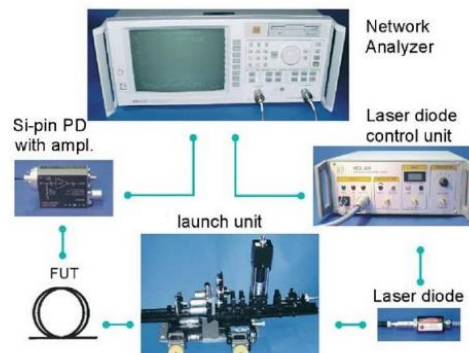 Network
Analyzer
Si-pin PD
with ampl.
Laser diode
control unit
launch unit
FUT
Laser diode